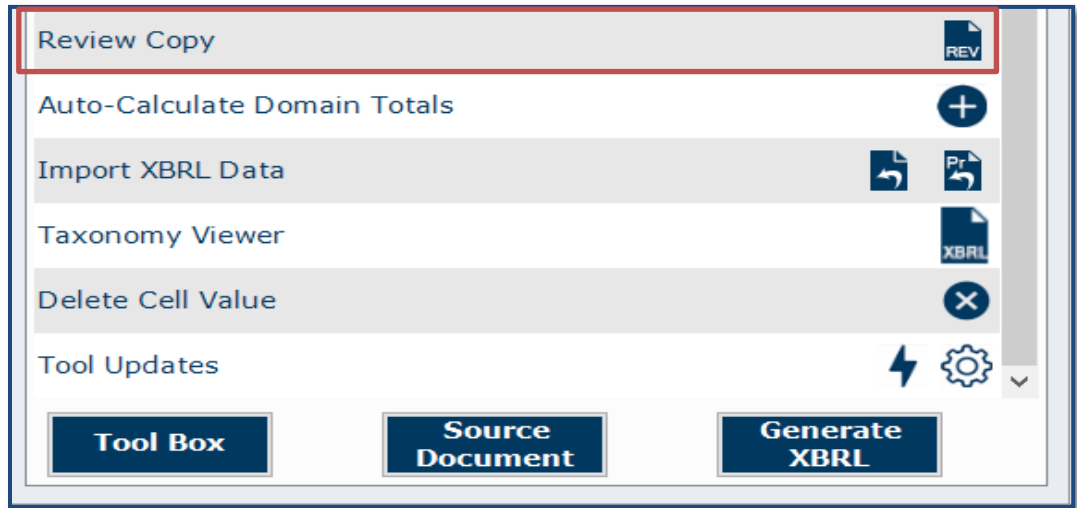 Review Copy
REV
Auto-Calculate Domain Totals
Import XBRL Data
Pr
Taxonomy Viewer
XBRL
Delete Cell Value
Tool Updates
Tool Box
Source
Document
Generate
XBRL